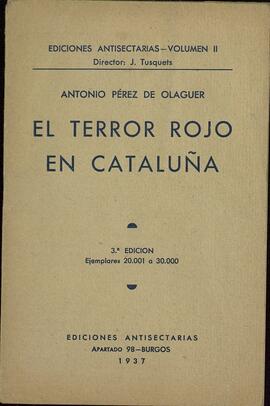 EDICIONES ANTISECTARIAS—VOLUMEN II
Director: J. Tusquets
ANTONIO PÉREZ DE OLAGUER
EL TERROR ROJO
EN CATALUÑA
3.ª EDICION
Ejemplares 20.001 a 30.000
EDICIONES ANTISECTARIAS
APARTADO 98—BURGOS
1937